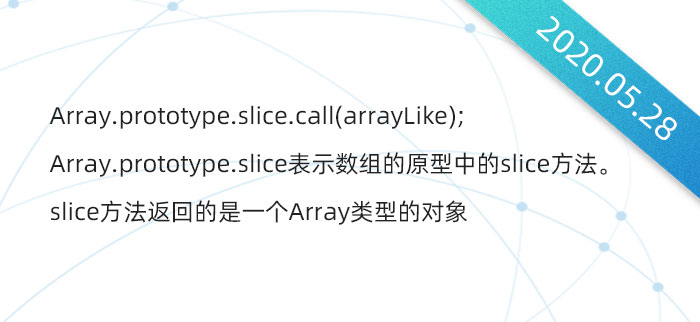 2020.05.28
Array.prototype.slice.call(arrayLike);
Array.prototype.slice表示数组的原型中的slice方法。
slice方法返回的是一个Array类型的对象